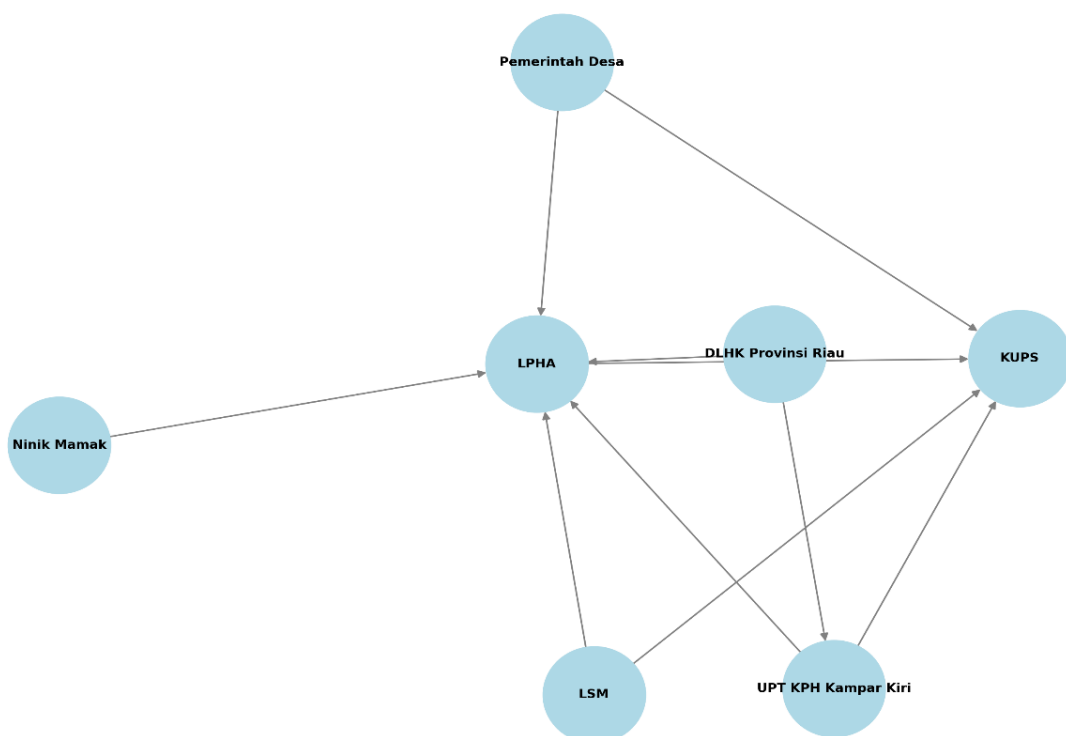 Pemerintah Desa
DLHK Provinsi Riau
KUPS
LPHA
Ninik Mamak
UPT KPH Kampar Kiri
LSM